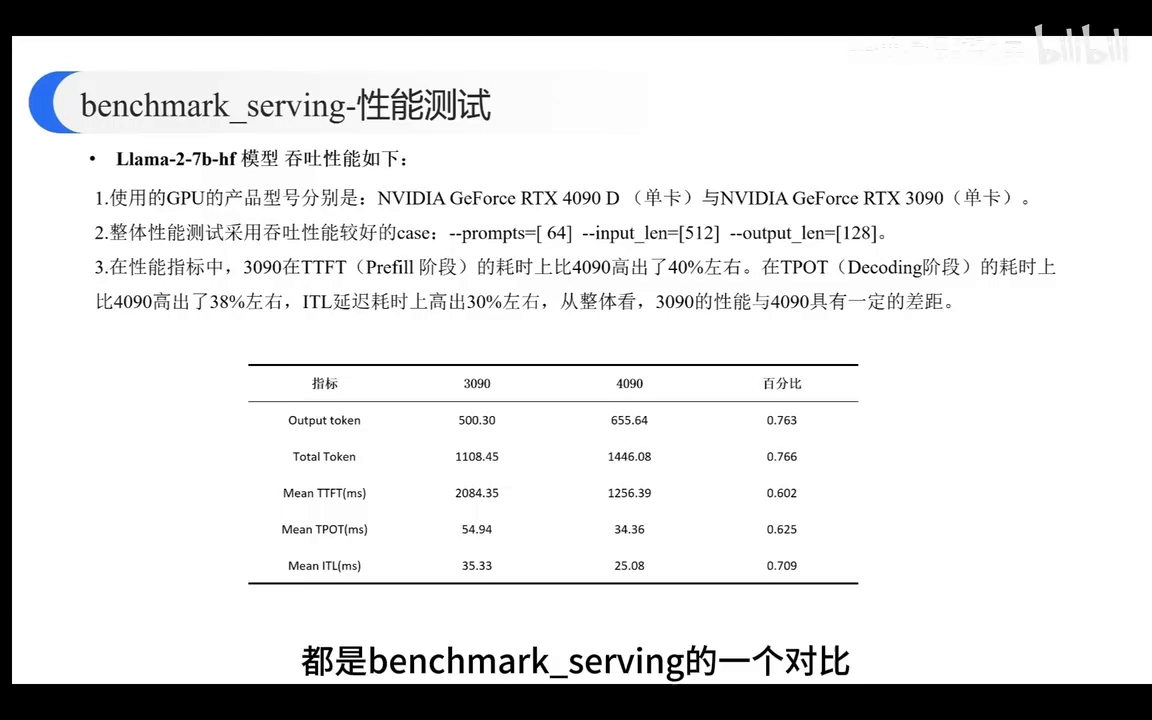 bilibili
benchmark_serving-性能测试
• Llama-2-7b-hf 模型 吞吐性能如下：
1.使用的GPU的产品型号分别是：NVIDIA GeForce RTX 4090 D （单卡）与NVIDIA GeForce RTX 3090（单卡）。
2.整体性能测试采用吞吐性能较好的case：--prompts=[ 64] --input_len=[512] --output_len=[128]。
3.在性能指标中，3090在TTFT（Prefill 阶段）的耗时上比4090高出了40%左右。在TPOT（Decoding阶段）的耗时上
比4090高出了38%左右，ITL延迟耗时上高出30%左右，从整体看，3090的性能与4090具有一定的差距。
指标 3090 4090 百分比
Output token 500.30 655.64 0.763
Total Token 1108.45 1446.08 0.766
Mean TTFT(ms) 2084.35 1256.39 0.602
Mean TPOT(ms) 54.94 34.36 0.625
Mean ITL(ms) 35.33 25.08 0.709
都是benchmark_serving的一个对比